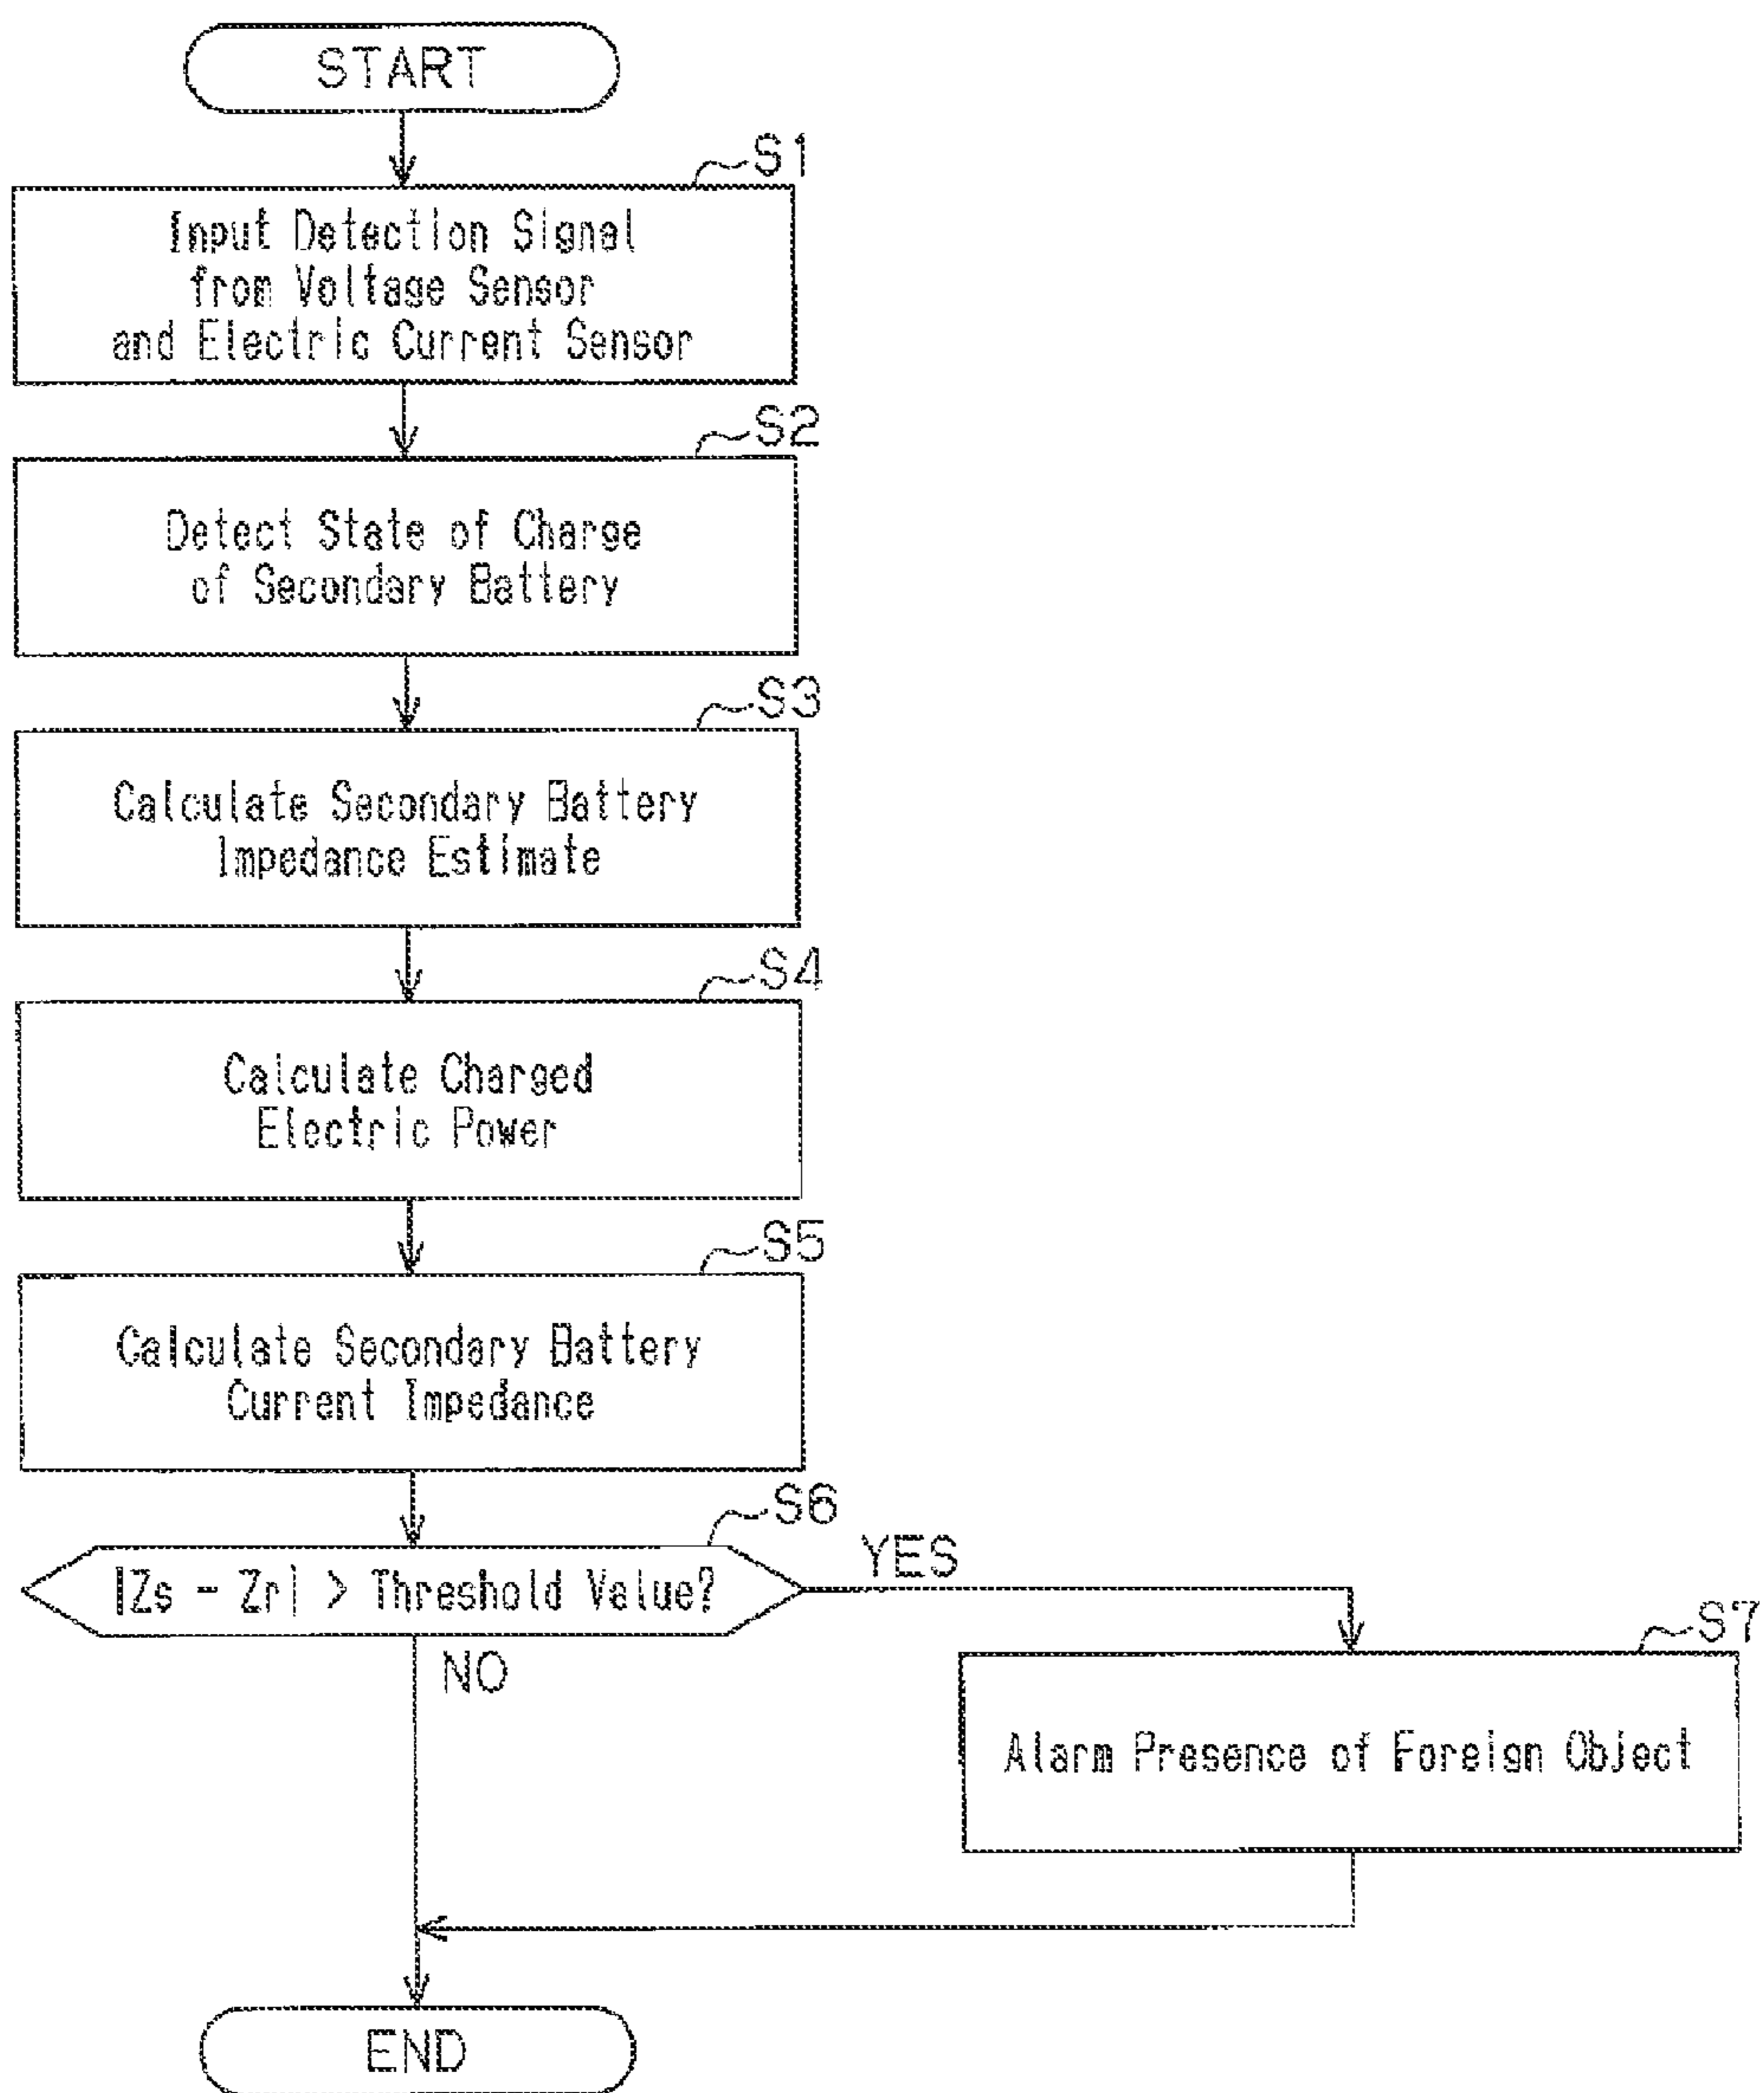 START
S1
Input Detection Signal
from Voltage Sensor
and Electric Current Sensor
S2
Detect State of Charge
of Secondary Battery
S3
Calculate Secondary Battery
Impedance Estimate
S4
Calculate Charged
Electric Power
S5
Calculate Secondary Battery
Current Impedance
S6
|Zs - Zr| > Threshold Value?
YES
NO
S7
Alarm Presence of Foreign Object
END